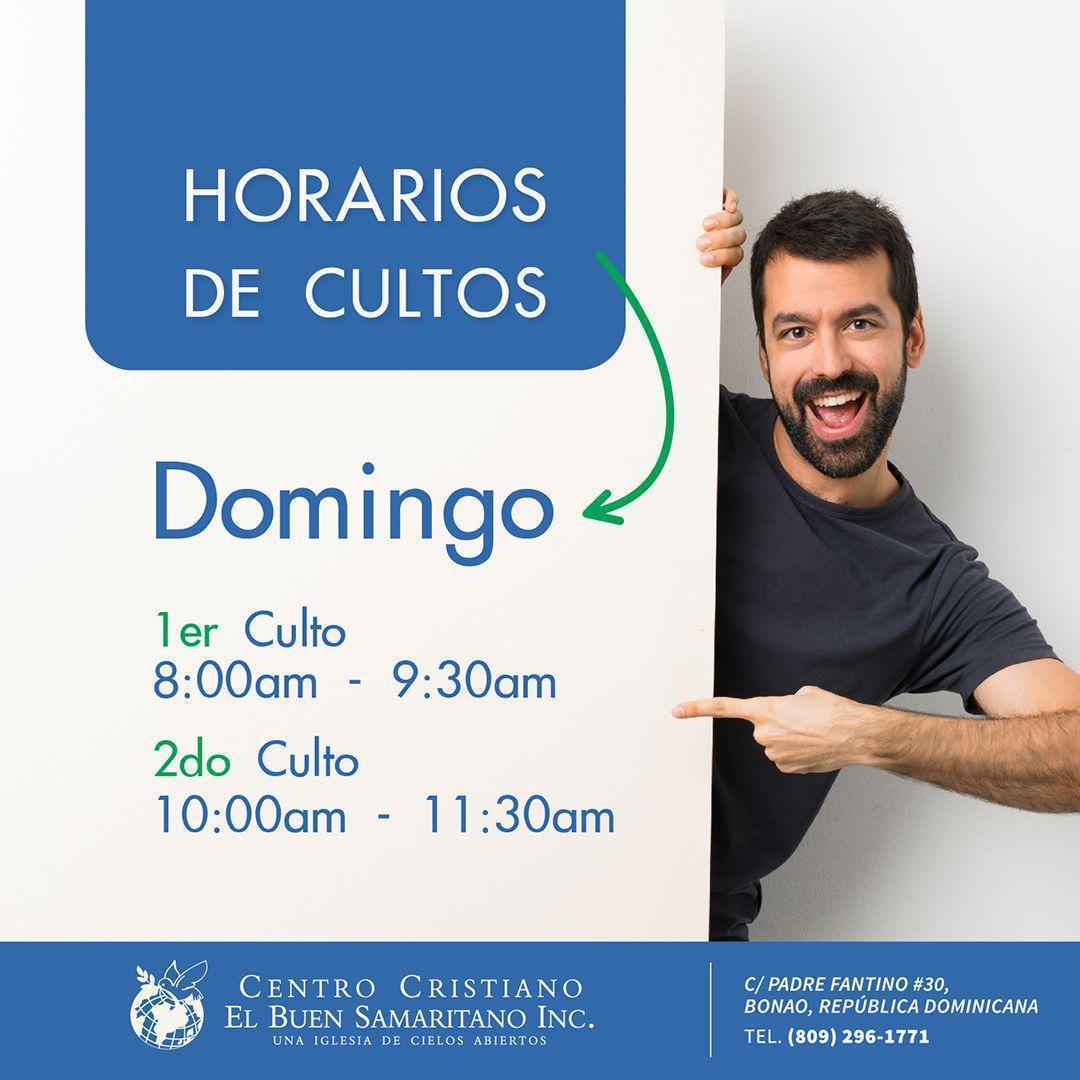 HORARIOS
DE CULTOS
Domingo
1er Culto
8:00am - 9:30am
2do Culto
10:00am - 11:30am
CENTRO CRISTIANO
EL BUEN SAMARITANO INC.
UNA IGLESIA DE CIELOS ABIERTOS
C/ PADRE FANTINO #30,
BONAO, REPÚBLICA DOMINICANA
TEL. (809) 296-1771